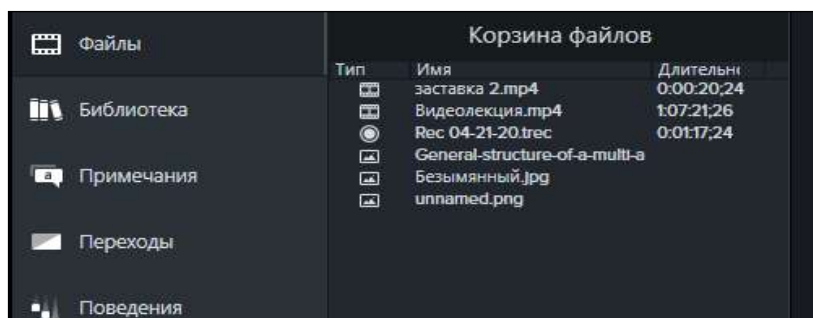 Файлы
Библиотека
a
Примечания
Переходы
Поведения
Корзина файлов
Тип Имя Длительно
заставка 2.mp4 0:00:20;24
Видеолекция.mp4 1:07:21;26
Rec 04-21-20.trec 0:01:17;24
General-structure-of-a-multi-a
Безымянный.jpg
unnamed.png